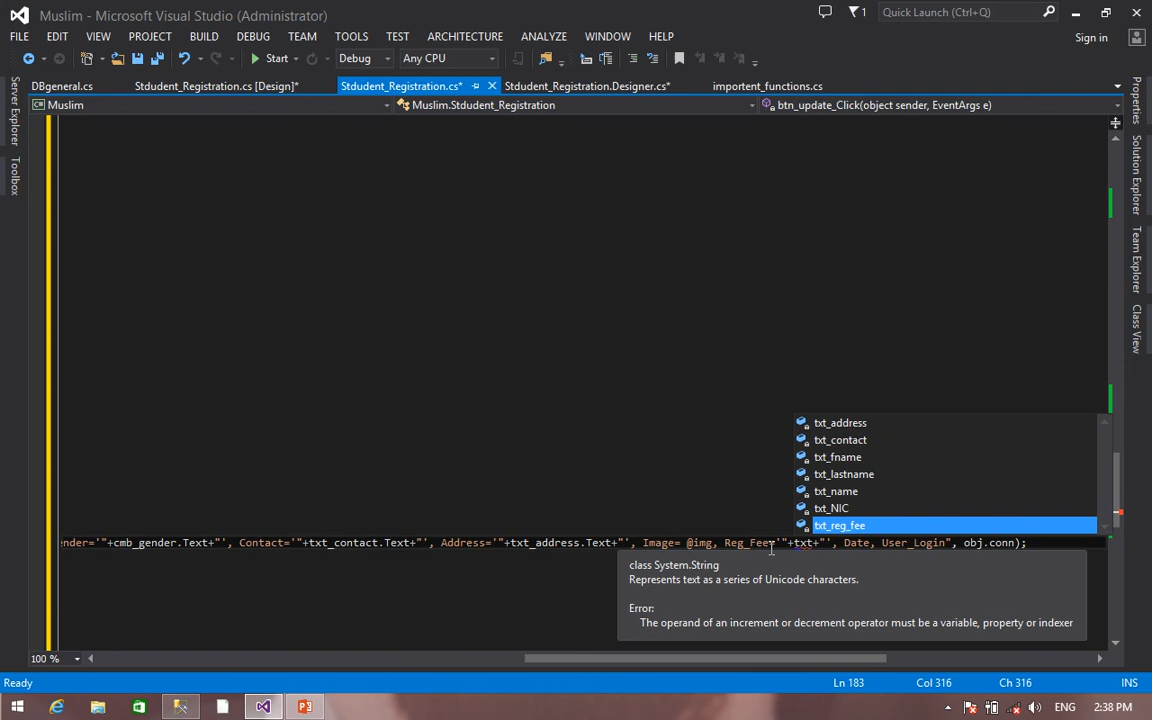 Muslim - Microsoft Visual Studio (Administrator)
1
Quick Launch (Ctrl+Q)
FILE EDIT VIEW PROJECT BUILD DEBUG TEAM TOOLS TEST ARCHITECTURE ANALYZE WINDOW HELP
Sign in
Start Debug Any CPU
DBgeneral.cs Stdudent_Registration.cs [Design]* Stdudent_Registration.cs* Stdudent_Registration.Designer.cs* importent_functions.cs
Muslim Muslim.Stdudent_Registration btn_update_Click(object sender, EventArgs e)
Server Explorer
Toolbox
Properties
Solution Explorer
Team Explorer
Class View
txt_address
txt_contact
txt_fname
txt_lastname
txt_name
txt_NIC
txt_reg_fee
ender='"+cmb_gender.Text+"', Contact='"+txt_contact.Text+"', Address='"+txt_address.Text+"', Image= @img, Reg_Fee='"+txt+"', Date, User_Login", obj.conn);
class System.String
Represents text as a series of Unicode characters.
Error:
The operand of an increment or decrement operator must be a variable, property or indexer
100 %
Ready Ln 183 Col 316 Ch 316 INS
ENG 2:38 PM